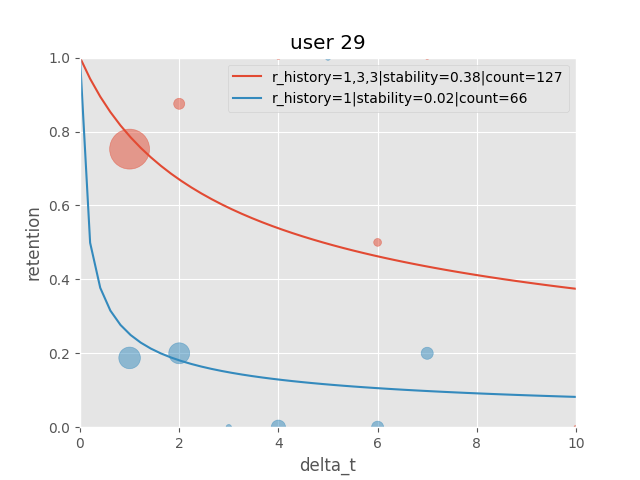 user 29
r_history=1,3,3|stability=0.38|count=127
r_history=1|stability=0.02|count=66
retention
1.0
0.8
0.6
0.4
0.2
0.0
0 2 4 6 8 10
delta_t